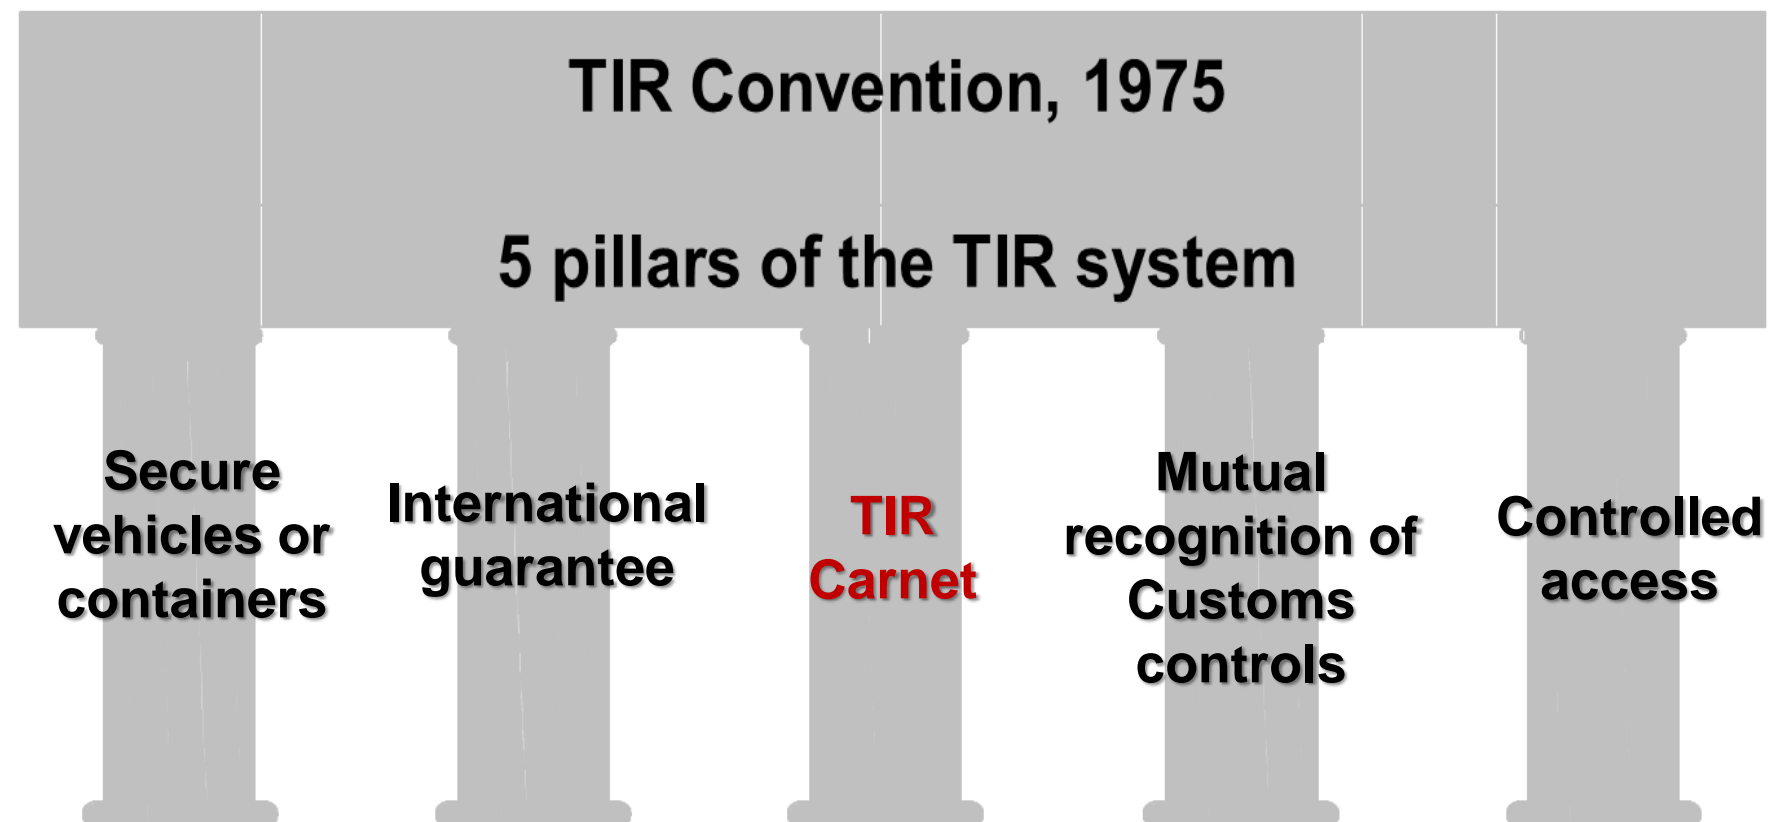 TIR Convention, 1975
5 pillars of the TIR system
Secure
vehicles or
containers
International
guarantee
TIR
Carnet
Mutual
recognition of
Customs
controls
Controlled
access